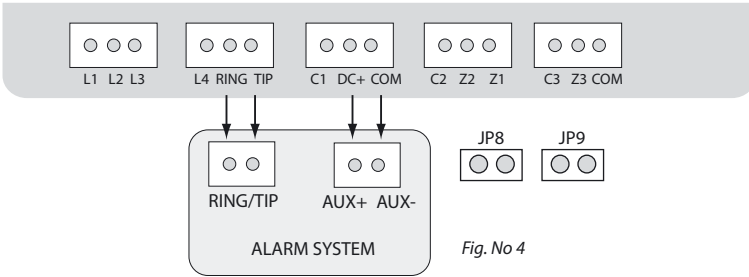 L1 L2 L3 L4 RING TIP C1 DC+ COM C2 Z2 Z1 C3 Z3 COM
JP8 JP9
RING/TIP AUX+ AUX-
ALARM SYSTEM
Fig. No 4